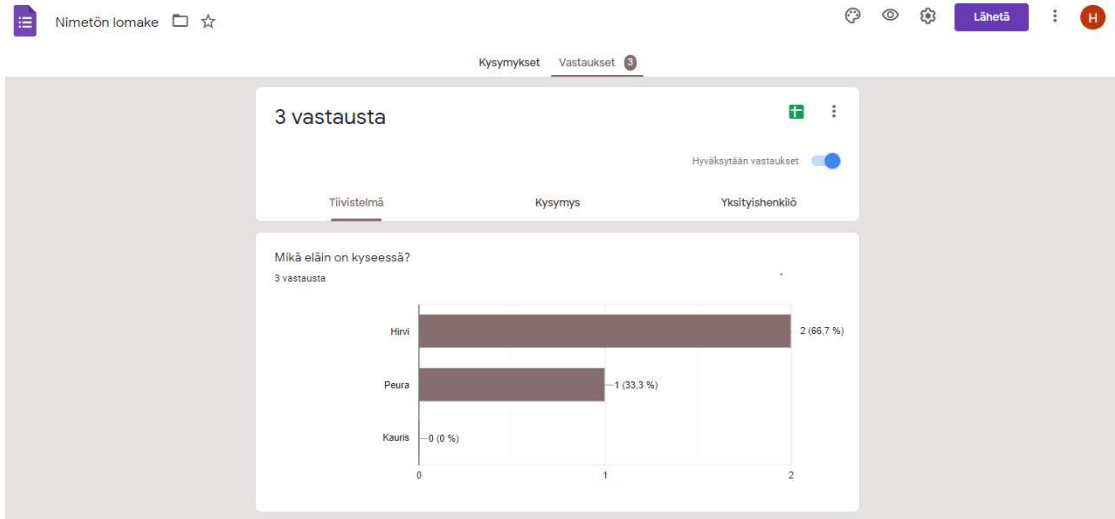 Nimetön lomake
Lähetä
H
Kysymykset Vastaukset 3
3 vastausta
Hyväksytään vastaukset
Tiivistelmä Kysymys Yksityishenkilö
Mikä eläin on kyseessä?
3 vastausta
Hirvi 2 (66,7 %)
Peura 1 (33,3 %)
Kauris 0 (0 %)
0 1 2